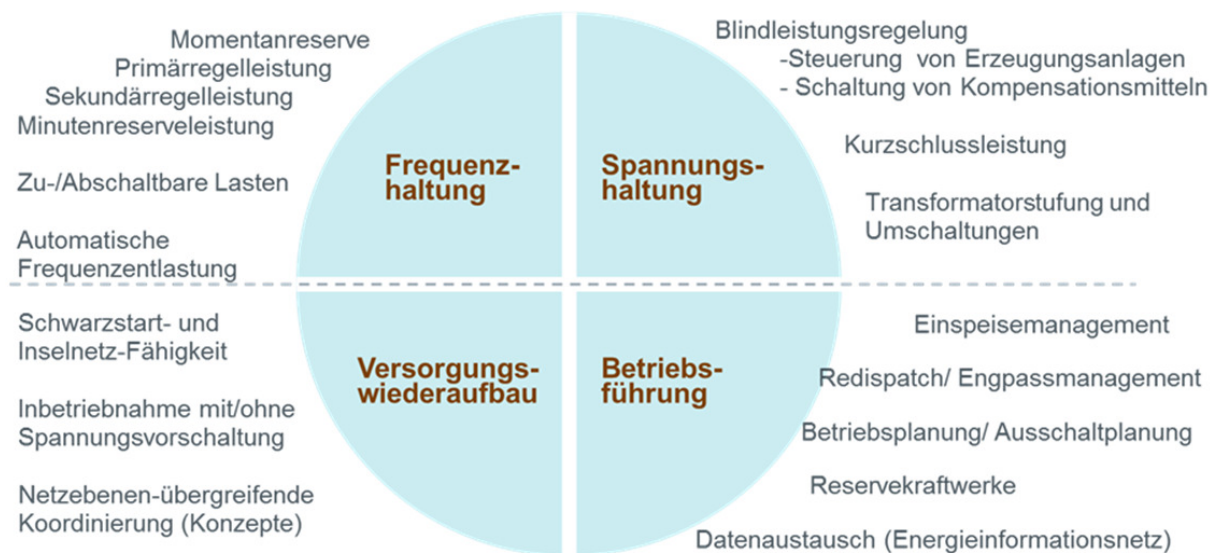 Momentanreserve
Primärregelleistung
Sekundärregelleistung
Minutenreserveleistung
Zu-/Abschaltbare Lasten
Automatische
Frequenzentlastung
Frequenz-
haltung
Spannungs-
haltung
Blindleistungsregelung
-Steuerung von Erzeugungsanlagen
- Schaltung von Kompensationsmitteln
Kurzschlussleistung
Transformatorstufung und
Umschaltungen
Schwarzstart- und
Inselnetz-Fähigkeit
Inbetriebnahme mit/ohne
Spannungsvorschaltung
Netzebenen-übergreifende
Koordinierung (Konzepte)
Versorgungs-
wiederaufbau
Betriebs-
führung
Einspeisemanagement
Redispatch/ Engpassmanagement
Betriebsplanung/ Ausschaltplanung
Reservekraftwerke
Datenaustausch (Energieinformationsnetz)